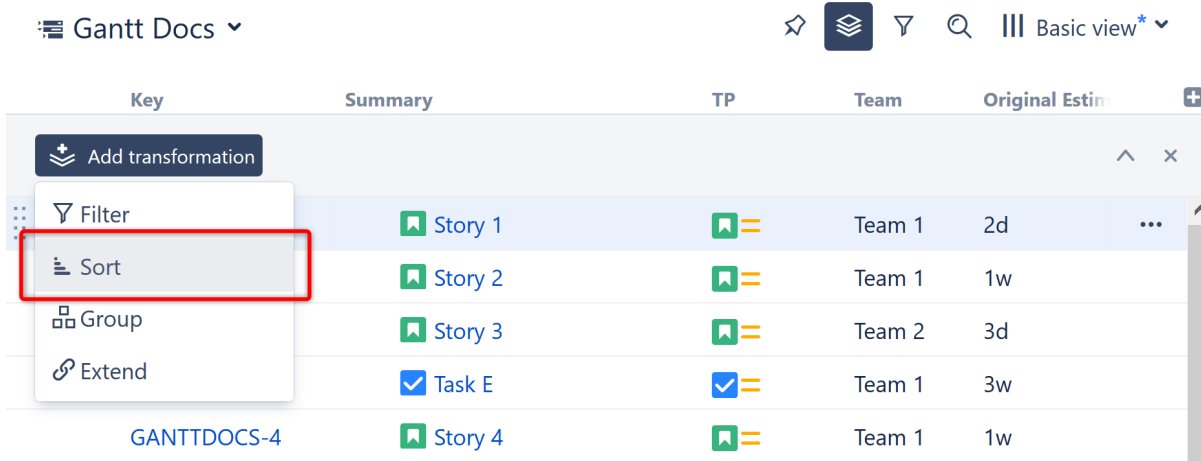 Gantt Docs
Basic view*
Key Summary TP Team Original Estim
Add transformation
Filter
Story 1 Team 1 2d
Sort
Story 2 Team 1 1w
Group
Story 3 Team 2 3d
Extend
Task E Team 1 3w
GANTTDOCS-4 Story 4 Team 1 1w